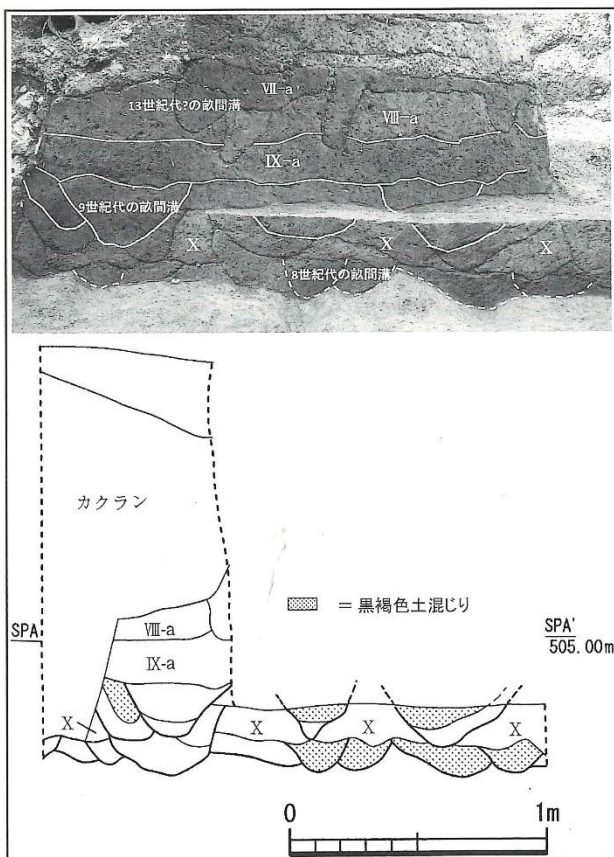 Ⅶ-a
13世紀代?の畝間溝
Ⅷ-a
Ⅸ-a
9世紀代の畝間溝
X X X
8世紀代の畝間溝
カクラン
= 黒褐色土混じり
SPA
Ⅷ-a
SPA'
505.00m
Ⅸ-a
X X X X
0 1m